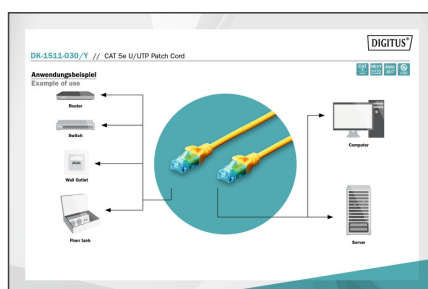 DIGITUS®
DK-1511-030/Y // CAT 5e U/UTP Patch Cord
Anwendungsbeispiel
Example of use
Router
Switch
Wall Outlet
Floor tank
Computer
Server